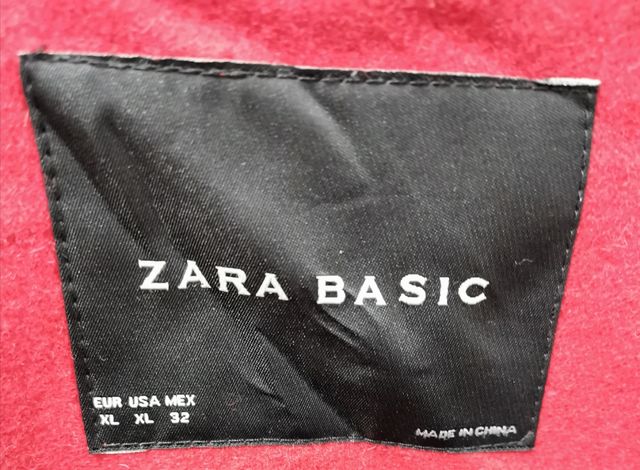 ZARA BASIC
EUR USA MEX
XL XL 32
MADE IN CHINA